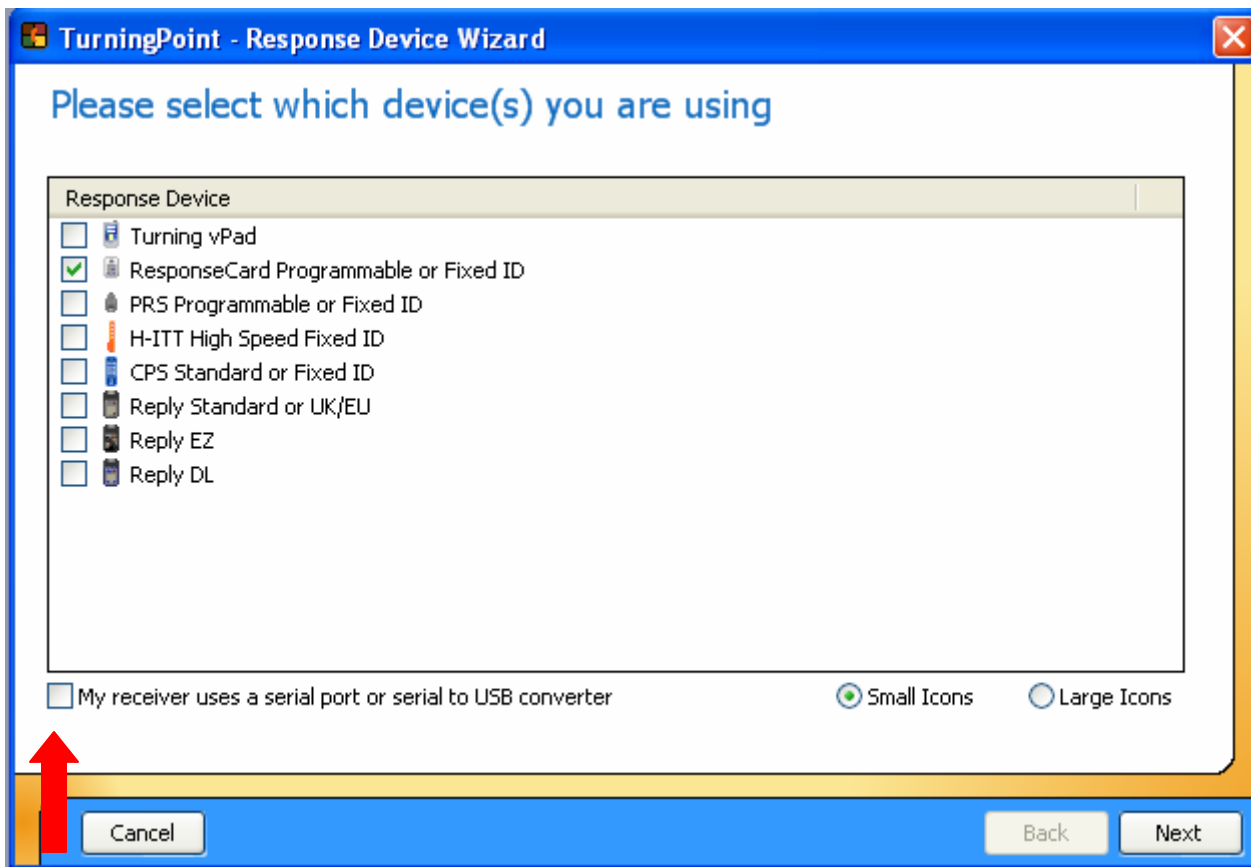 TurningPoint - Response Device Wizard
Please select which device(s) you are using
Response Device
Turning vPad
ResponseCard Programmable or Fixed ID
PRS Programmable or Fixed ID
H-ITT High Speed Fixed ID
CPS Standard or Fixed ID
Reply Standard or UK/EU
Reply EZ
Reply DL
My receiver uses a serial port or serial to USB converter Small Icons Large Icons
Cancel Back Next